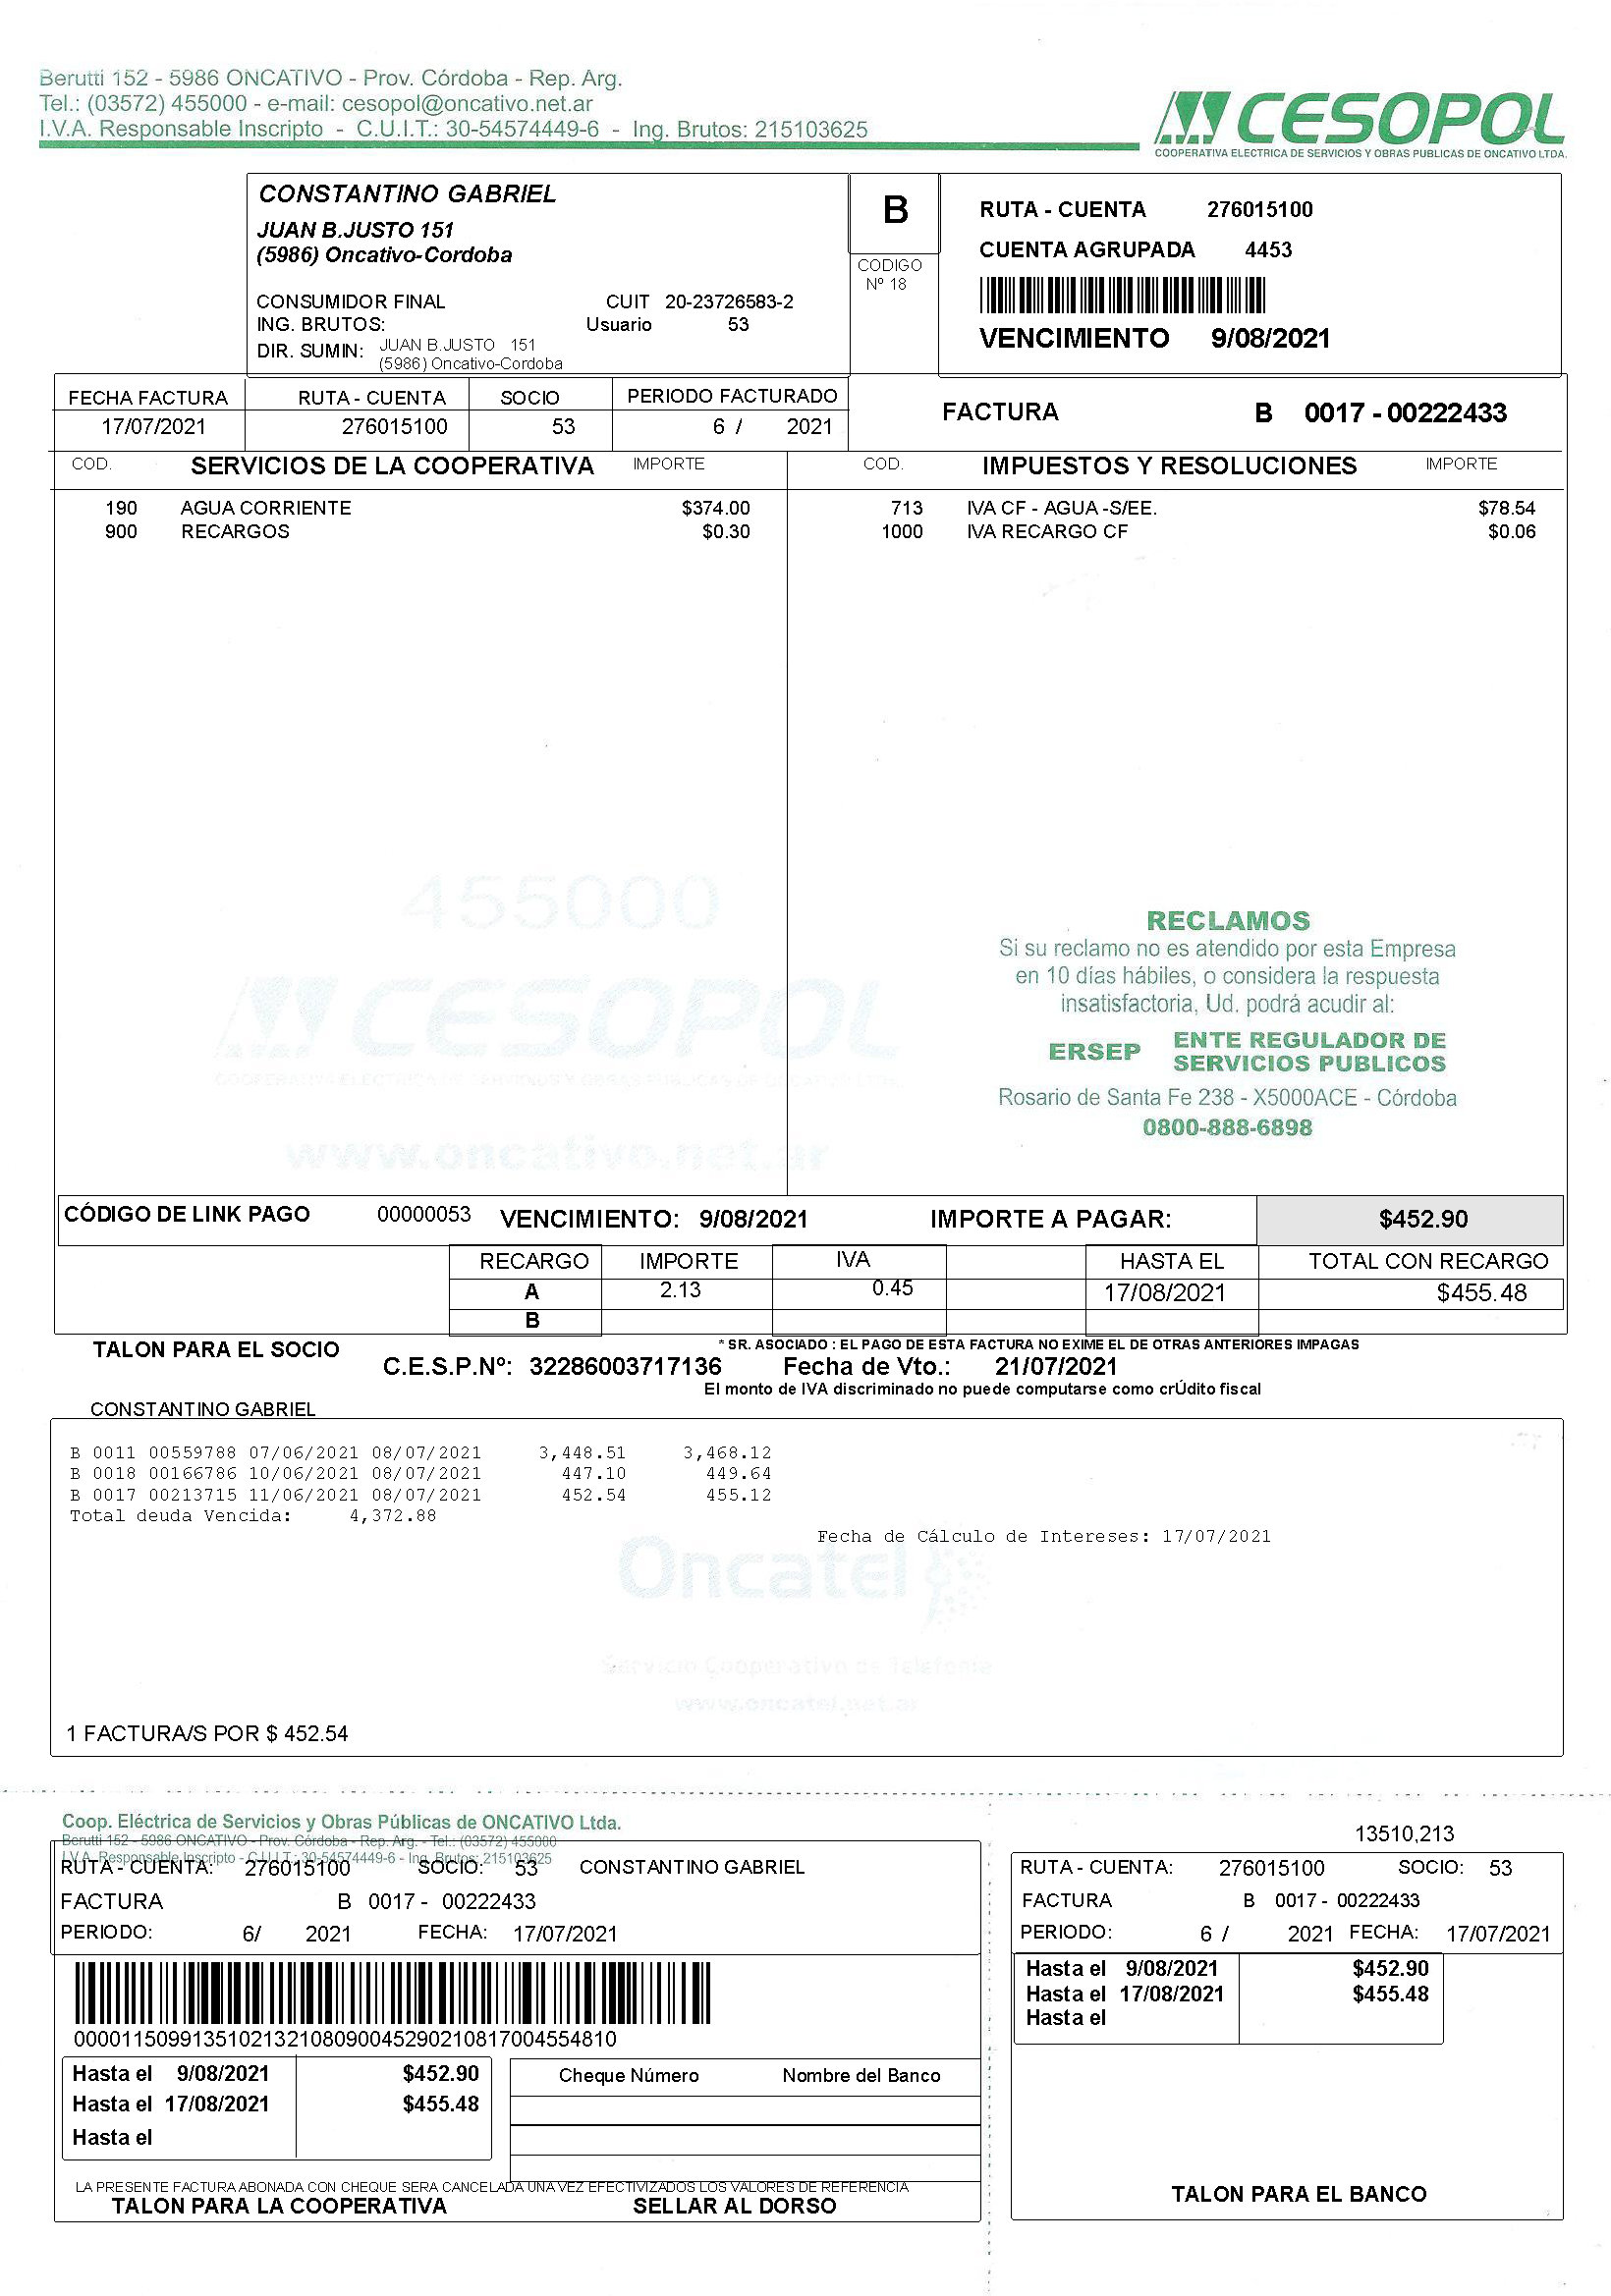 Berutti 152 - 5986 ONCATIVO - Prov. Córdoba - Rep. Arg.
Tel.: (03572) 455000 - e-mail: cesopol@oncativo.net.ar
I.V.A. Responsable Inscripto - C.U.I.T.: 30-54574449-6 - Ing. Brutos: 215103625
CESOPOL
COOPERATIVA ELECTRICA DE SERVICIOS Y OBRAS PUBLICAS DE ONCATIVO LTDA.
CONSTANTINO GABRIEL
JUAN B.JUSTO 151
(5986) Oncativo-Cordoba
CONSUMIDOR FINAL CUIT 20-23726583-2
ING. BRUTOS: Usuario 53
DIR. SUMIN: JUAN B.JUSTO 151
(5986) Oncativo-Cordoba
B
CODIGO
Nº 18
RUTA - CUENTA 276015100
CUENTA AGRUPADA 4453
VENCIMIENTO 9/08/2021
FECHA FACTURA RUTA - CUENTA SOCIO PERIODO FACTURADO
17/07/2021 276015100 53 6 / 2021
FACTURA B 0017 - 00222433
COD. SERVICIOS DE LA COOPERATIVA IMPORTE COD. IMPUESTOS Y RESOLUCIONES IMPORTE
190 AGUA CORRIENTE $374.00 713 IVA CF - AGUA -S/EE. $78.54
900 RECARGOS $0.30 1000 IVA RECARGO CF $0.06
455000
CESOPOL
COOPERATIVA ELECTRICA DE SERVICIOS Y OBRAS PUBLICAS DE ONCATIVO LTDA.
www.oncativo.net.ar
RECLAMOS
Si su reclamo no es atendido por esta Empresa
en 10 días hábiles, o considera la respuesta
insatisfactoria, Ud. podrá acudir al:
ERSEP ENTE REGULADOR DE
SERVICIOS PUBLICOS
Rosario de Santa Fe 238 - X5000ACE - Córdoba
0800-888-6898
CÓDIGO DE LINK PAGO 00000053 VENCIMIENTO: 9/08/2021 IMPORTE A PAGAR: $452.90
RECARGO IMPORTE IVA HASTA EL TOTAL CON RECARGO
A 2.13 0.45 17/08/2021 $455.48
B
TALON PARA EL SOCIO * SR. ASOCIADO : EL PAGO DE ESTA FACTURA NO EXIME EL DE OTRAS ANTERIORES IMPAGAS
C.E.S.P.Nº: 32286003717136 Fecha de Vto.: 21/07/2021
El monto de IVA discriminado no puede computarse como crÚdito fiscal
CONSTANTINO GABRIEL
B 0011 00559788 07/06/2021 08/07/2021 3,448.51 3,468.12
B 0018 00166786 10/06/2021 08/07/2021 447.10 449.64
B 0017 00213715 11/06/2021 08/07/2021 452.54 455.12
Total deuda Vencida: 4,372.88
Fecha de Cálculo de Intereses: 17/07/2021
Oncatel
Servicio Cooperativo de Telefonía
www.oncatel.net.ar
1 FACTURA/S POR $ 452.54
Coop. Eléctrica de Servicios y Obras Públicas de ONCATIVO Ltda.
Berutti 152 - 5986 ONCATIVO - Prov. Córdoba - Rep. Arg. - Tel.: (03572) 455000
I.V.A. Responsable Inscripto - C.U.I.T.: 30-54574449-6 - Ing. Brutos: 215103625
RUTA - CUENTA: 276015100 SOCIO: 53 CONSTANTINO GABRIEL
FACTURA B 0017 - 00222433
PERIODO: 6/ 2021 FECHA: 17/07/2021
0000115099135102132108090045290210817004554810
Hasta el 9/08/2021 $452.90
Hasta el 17/08/2021 $455.48
Hasta el
Cheque Número Nombre del Banco
LA PRESENTE FACTURA ABONADA CON CHEQUE SERA CANCELADA UNA VEZ EFECTIVIZADOS LOS VALORES DE REFERENCIA
TALON PARA LA COOPERATIVA SELLAR AL DORSO
13510,213
RUTA - CUENTA: 276015100 SOCIO: 53
FACTURA B 0017 - 00222433
PERIODO: 6 / 2021 FECHA: 17/07/2021
Hasta el 9/08/2021 $452.90
Hasta el 17/08/2021 $455.48
Hasta el
TALON PARA EL BANCO